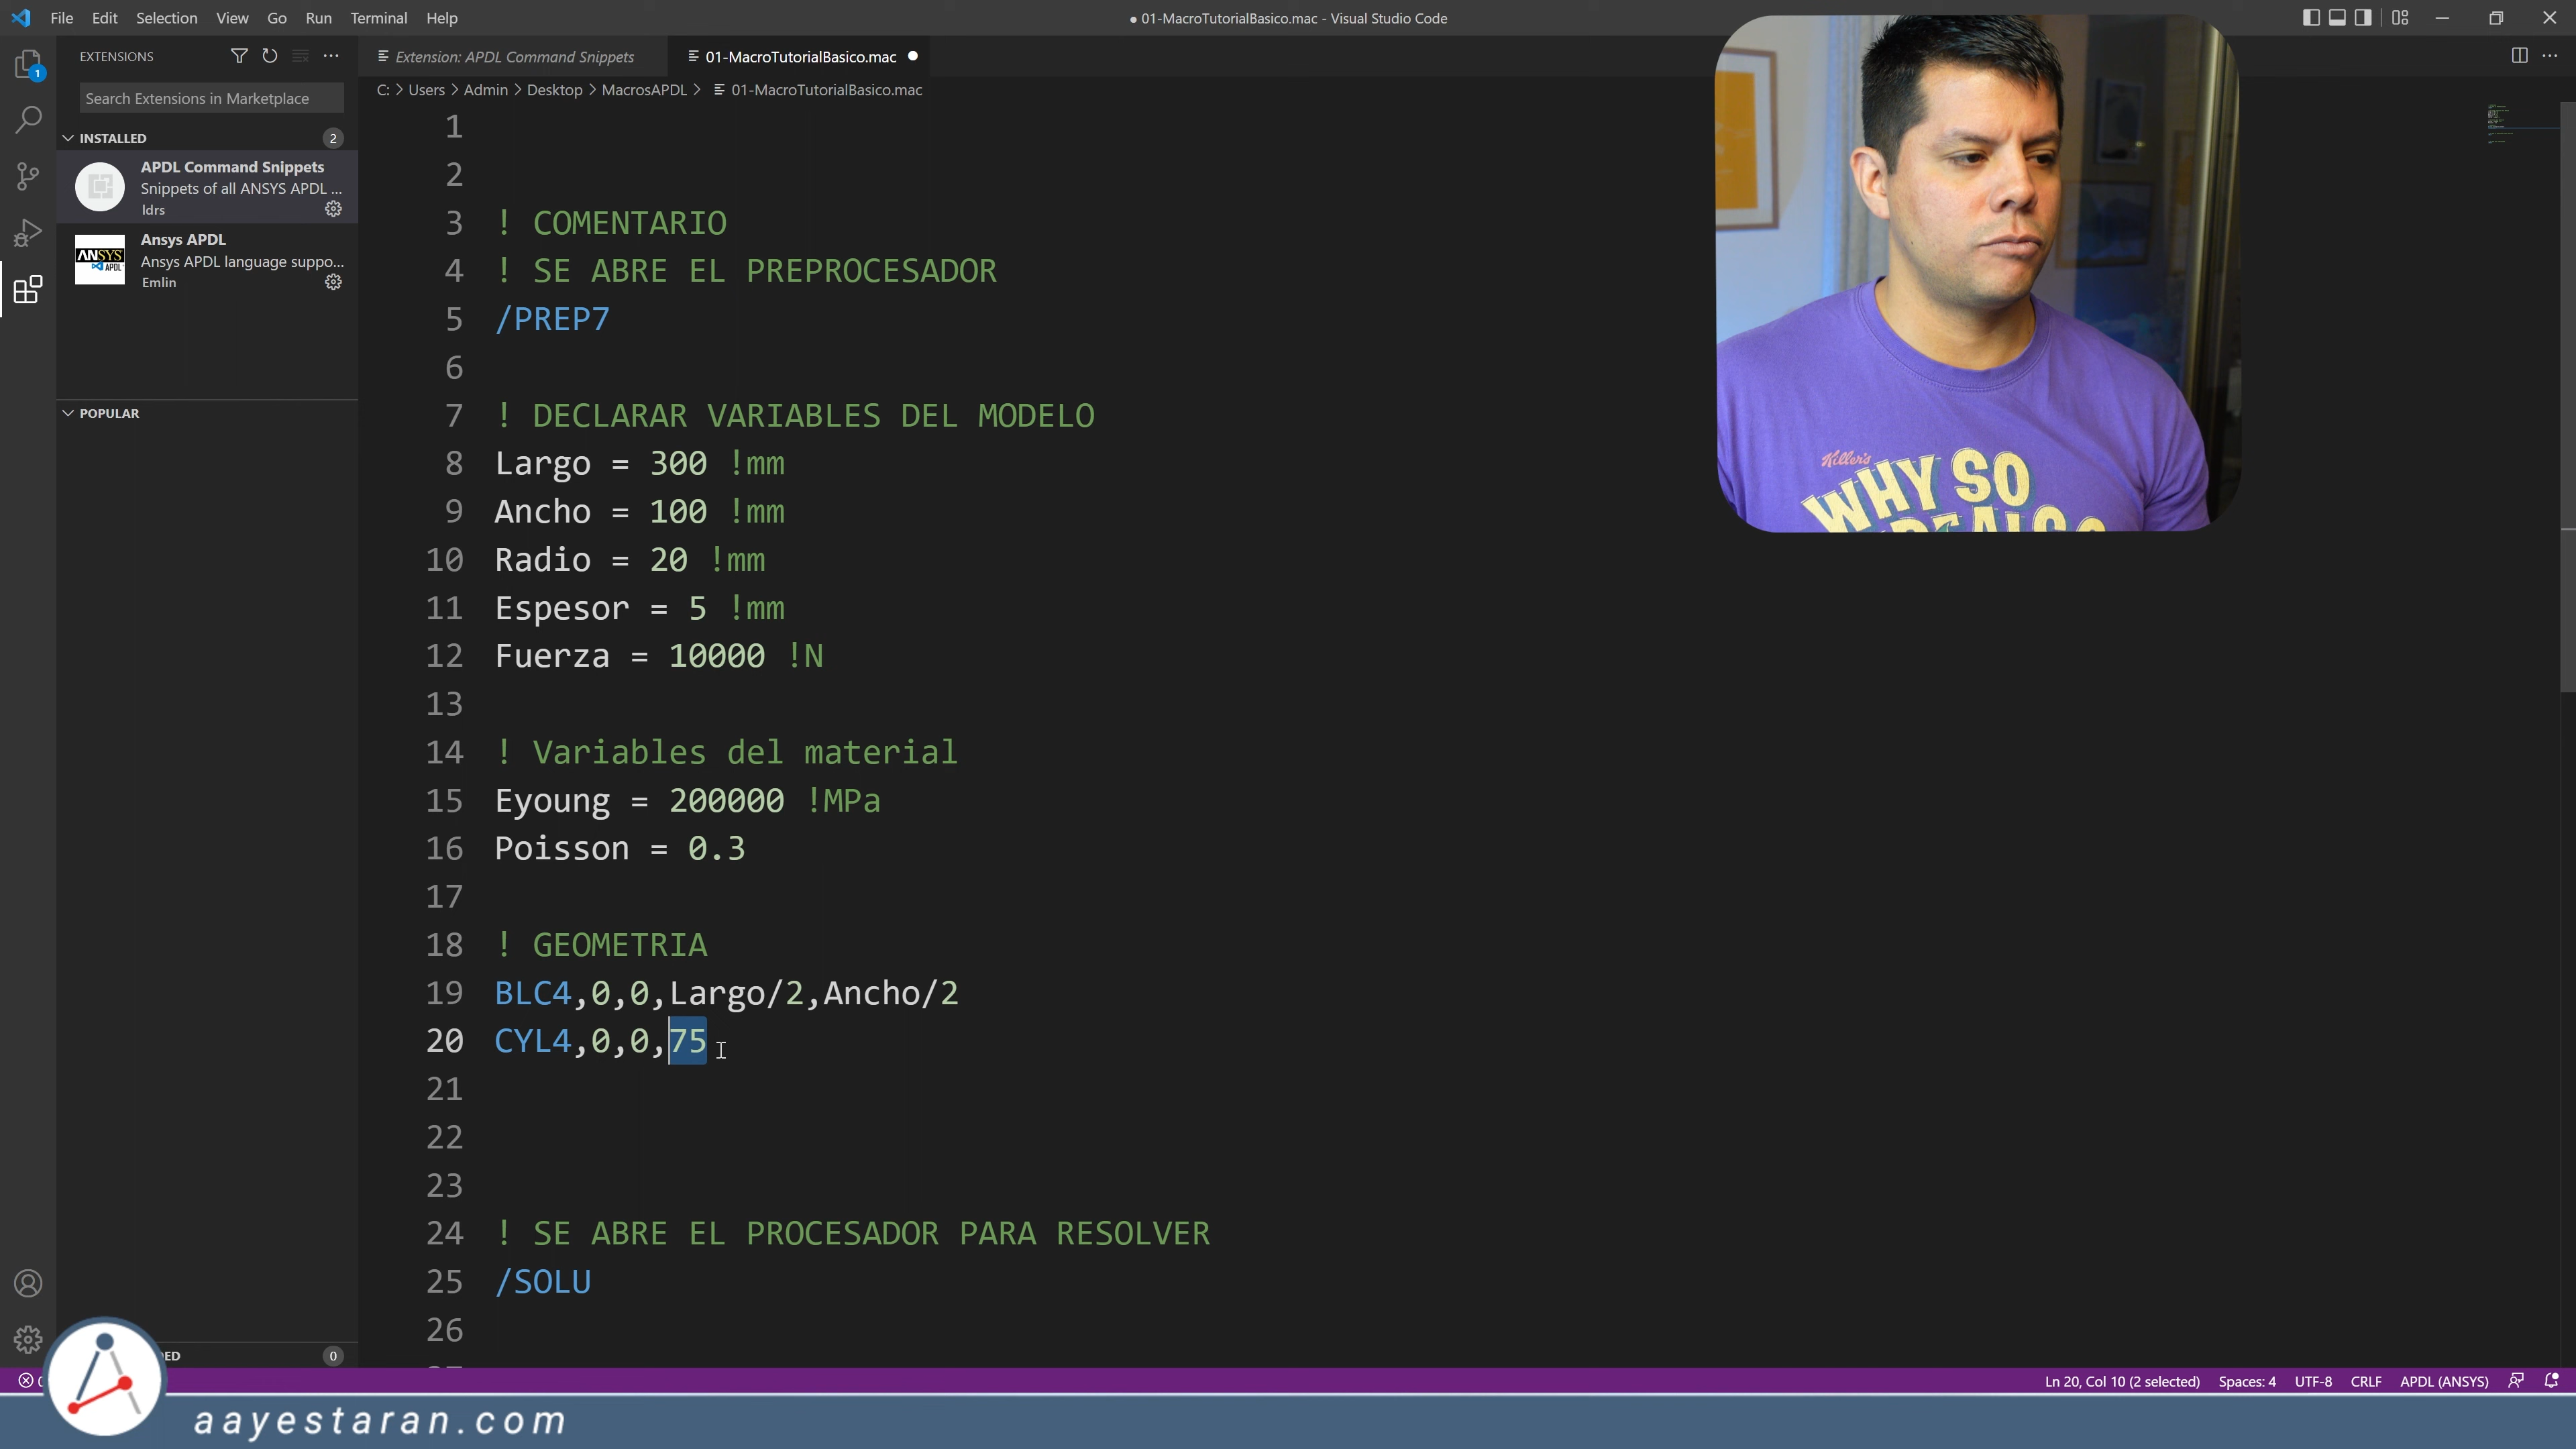 File Edit Selection View Go Run Terminal Help
● 01-MacroTutorialBasico.mac - Visual Studio Code
EXTENSIONS
Extension: APDL Command Snippets
01-MacroTutorialBasico.mac
Search Extensions in Marketplace
C: > Users > Admin > Desktop > MacrosAPDL > 01-MacroTutorialBasico.mac
1
INSTALLED 2
APDL Command Snippets
Snippets of all ANSYS APDL ...
ldrs
ANSYS
APDL
Ansys APDL
Ansys APDL language suppo...
Emlin
POPULAR
0
1
2
3 ! COMENTARIO
4 ! SE ABRE EL PREPROCESADOR
5 /PREP7
6
7 ! DECLARAR VARIABLES DEL MODELO
8 Largo = 300 !mm
9 Ancho = 100 !mm
10 Radio = 20 !mm
11 Espesor = 5 !mm
12 Fuerza = 10000 !N
13
14 ! Variables del material
15 Eyoung = 200000 !MPa
16 Poisson = 0.3
17
18 ! GEOMETRIA
19 BLC4,0,0,Largo/2,Ancho/2
20 CYL4,0,0,75
21
22
23
24 ! SE ABRE EL PROCESADOR PARA RESOLVER
25 /SOLU
26
Killer's
WHY SO
Ln 20, Col 10 (2 selected) Spaces: 4 UTF-8 CRLF APDL (ANSYS)
aayestaran.com